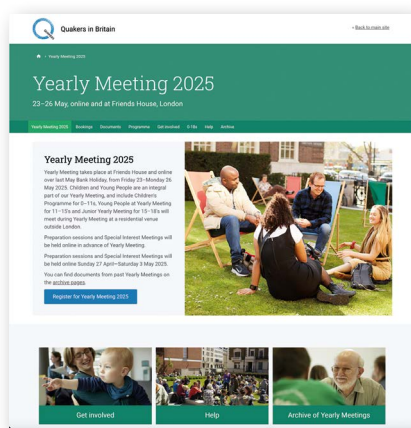 Quakers in Britain
< Back to main site
› Yearly Meeting 2025
Yearly Meeting 2025
23–26 May, online and at Friends House, London
Yearly Meeting 2025 Bookings Documents Programme Get involved 0-18s Help Archive
Yearly Meeting 2025
Yearly Meeting takes place at Friends House and online
over last May Bank Holiday, from Friday 23–Monday 26
May 2025. Children and Young People are an integral
part of our Yearly Meeting, and include Children's
Programme for 0–11s, Young People at Yearly Meeting
for 11–15's and Junior Yearly Meeting for 15–18's will
meet during Yearly Meeting at a residential venue
outside London.
Preparation sessions and Special Interest Meetings will
be held online in advance of Yearly Meeting.
Preparation sessions and Special Interest Meetings will
be held online Sunday 27 April–Saturday 3 May 2025.
You can find documents from past Yearly Meetings on
the archive pages.
Register for Yearly Meeting 2025
Get involved
Help
Archive of Yearly Meetings